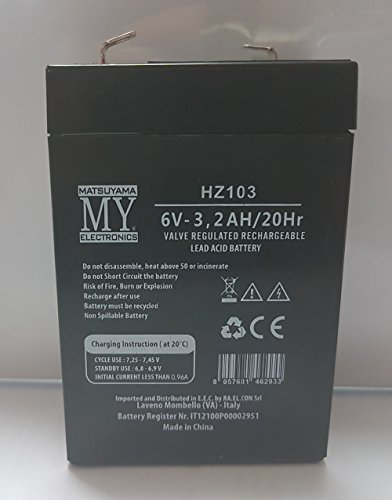 MATSUYAMA
MY
ELECTRONICS
HZ103
6V-3,2AH/20Hr
VALVE REGULATED RECHARGEABLE
LEAD ACID BATTERY
Do not disassemble, heat above 50 or incinerate
Do not Short Circuit the battery
Risk of Fire, Burn or Explosion
Recharge after use
Battery must be recycled
Non Spillable Battery
Charging Instruction ( at 20°C)
CYCLE USE : 7,25 - 7,45 V
STANDBY USE : 6,8 - 6,9 V
INITIAL CURRENT LESS THAN 0,96A
Pb
CE
8 057681 462933
Imported and Distributed in E.E.C. by RA.EL.CON Srl
Laveno Mombello (VA) - Italy
Battery Register Nr. IT12100P00002951
Made in China